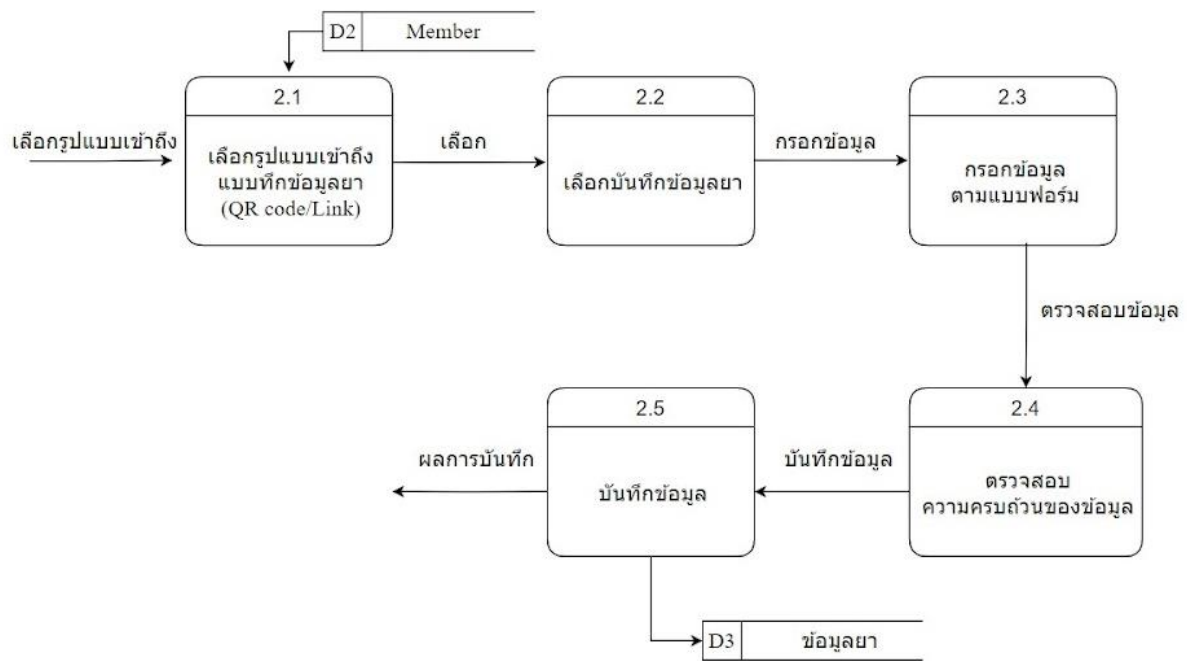 D2 Member
2.1
2.2
2.3
เลือกรูปแบบเข้าถึง
เลือกรูปแบบเข้าถึง
แบบทึกข้อมูลยา
(QR code/Link)
เลือก
เลือกบันทึกข้อมูลยา
กรอกข้อมูล
กรอกข้อมูล
ตามแบบฟอร์ม
ตรวจสอบข้อมูล
2.4
ตรวจสอบ
ความครบถ้วนของข้อมูล
บันทึกข้อมูล
2.5
บันทึกข้อมูล
ผลการบันทึก
D3 ข้อมูลยา